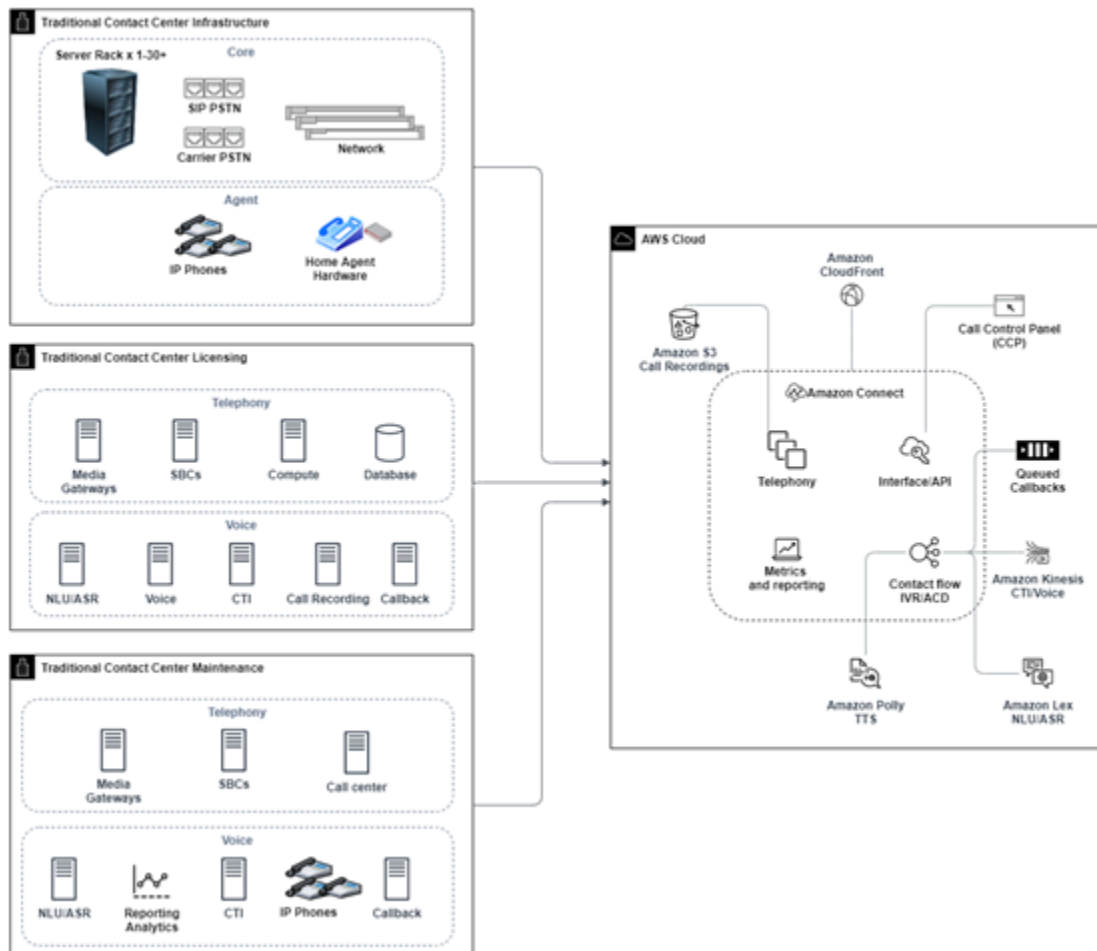 Traditional Contact Center Infrastructure
Core
Server Rack x 1-30+
SIP PSTN
Carrier PSTN
Network
Agent
IP Phones
Home Agent
Hardware
Traditional Contact Center Licensing
Telephony
Media
Gateways
SBCs
Compute
Database
Voice
NLU/ASR
Voice
CTI
Call Recording
Callback
Traditional Contact Center Maintenance
Telephony
Media
Gateways
SBCs
Call center
Voice
NLU/ASR
Reporting
Analytics
CTI
IP Phones
Callback
AWS Cloud
Amazon
CloudFront
Amazon S3
Call Recordings
Call Control Panel
(CCP)
Amazon Connect
Telephony
Interface/API
Queued
Callbacks
Metrics
and reporting
Contact flow
IVR/ACD
Amazon Kinesis
CTI/Voice
Amazon Polly
TTS
Amazon Lex
NLU/ASR